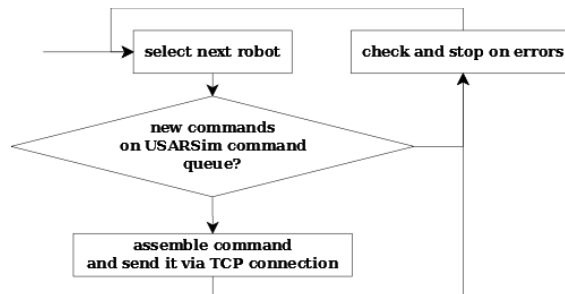 select next robot
check and stop on errors
new commands
on USARSim command
queue?
assemble command
and send it via TCP connection